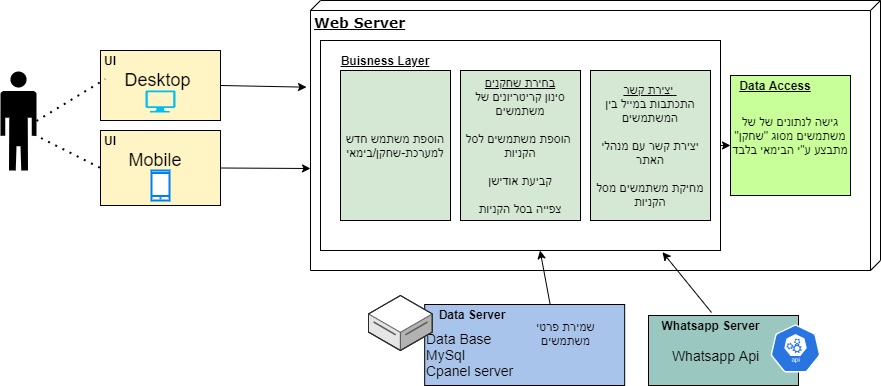 Web Server
UI
Desktop
UI
Mobile
Buisness Layer
הוספת משתמש חדש
למערכת-שחקן/בימאי
בחירת שחקנים
סינון קריטריונים של
משתמשים
הוספת משתמשים לסל
הקניות
קביעת אודישן
צפייה בסל הקניות
יצירת קשר
התכתבות במייל בין
המשתמשים
יצירת קשר עם מנהלי
האתר
מחיקת משתמשים מסל
הקניות
Data Access
גישה לנתונים של של
משתמשים מסוג "שחקן"
מתבצע ע"י הבימאי בלבד
Data Server
Data Base
MySql
Cpanel server
שמירת פרטי
משתמשים
Whatsapp Server
Whatsapp Api
api